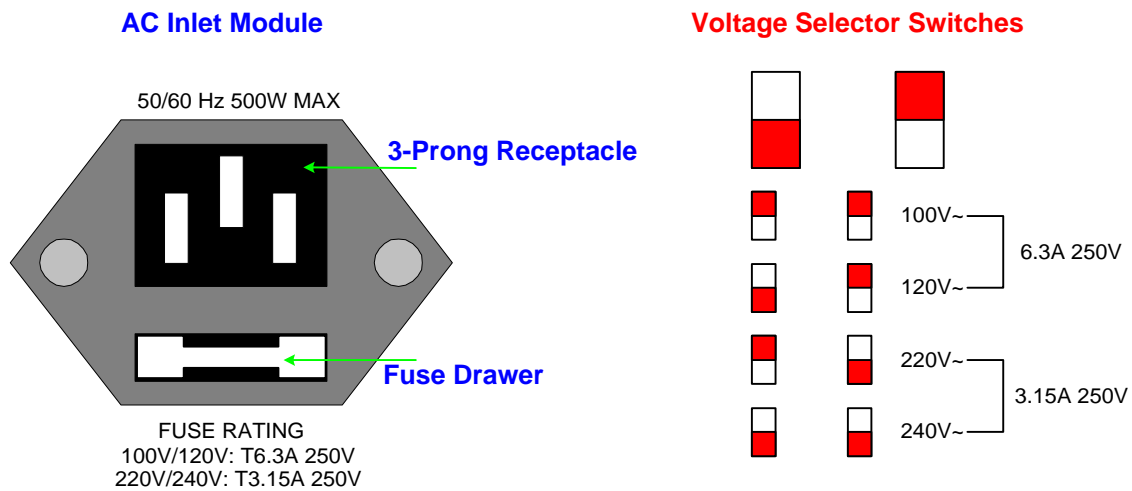 AC Inlet Module
50/60 Hz 500W MAX
3-Prong Receptacle
Fuse Drawer
FUSE RATING
100V/120V: T6.3A 250V
220V/240V: T3.15A 250V
Voltage Selector Switches
100V~
120V~
6.3A 250V
220V~
240V~
3.15A 250V